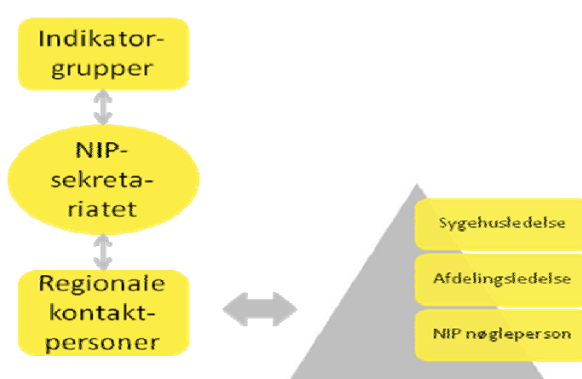 Indikator-
grupper
NIP-
sekreta-
riatet
Regionale
kontakt-
personer
Sygehusledelse
Afdelingsledelse
NIP nøgleperson